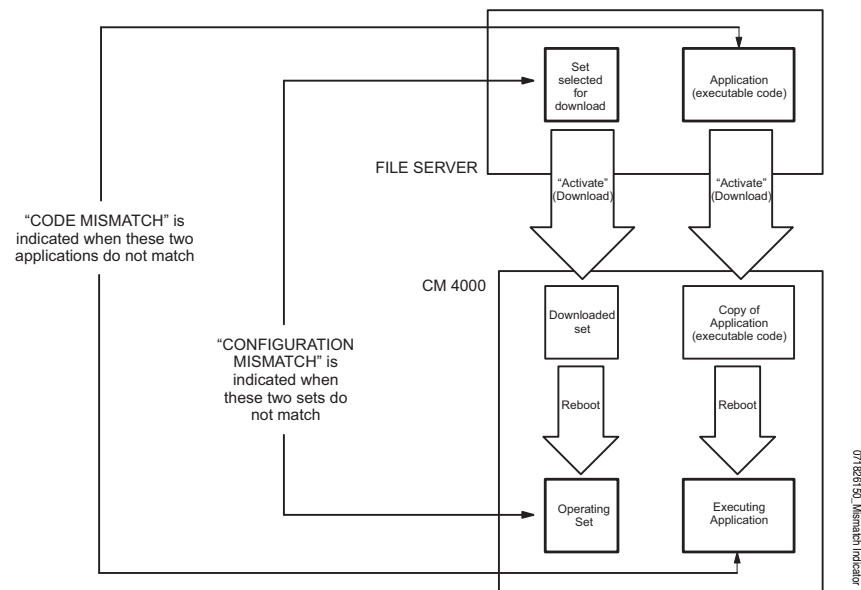 Set
selected
for
download
Application
(executable code)
FILE SERVER
“Activate”
(Download)
“Activate”
(Download)
“CODE MISMATCH” is
indicated when these two
applications do not match
CM 4000
Downloaded
set
Copy of
Application
(executable code)
“CONFIGURATION
MISMATCH” is
indicated when
these two sets do
not match
Reboot
Reboot
Operating
Set
Executing
Application
071826150_Mismatch Indicator